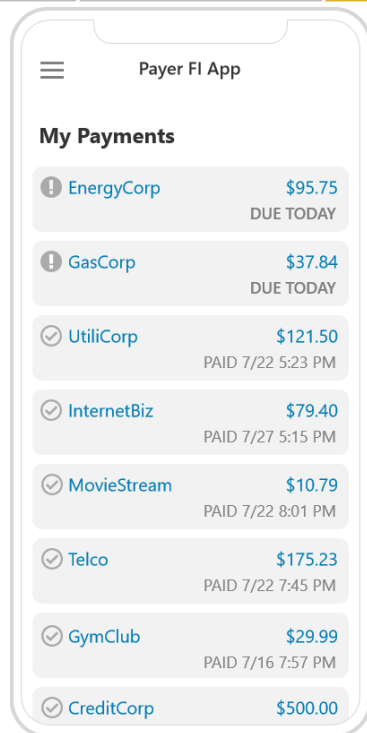 Payer FI App
My Payments
EnergyCorp $95.75
DUE TODAY
GasCorp $37.84
DUE TODAY
UtiliCorp $121.50
PAID 7/22 5:23 PM
InternetBiz $79.40
PAID 7/27 5:15 PM
MovieStream $10.79
PAID 7/22 8:01 PM
Telco $175.23
PAID 7/22 7:45 PM
GymClub $29.99
PAID 7/16 7:57 PM
CreditCorp $500.00